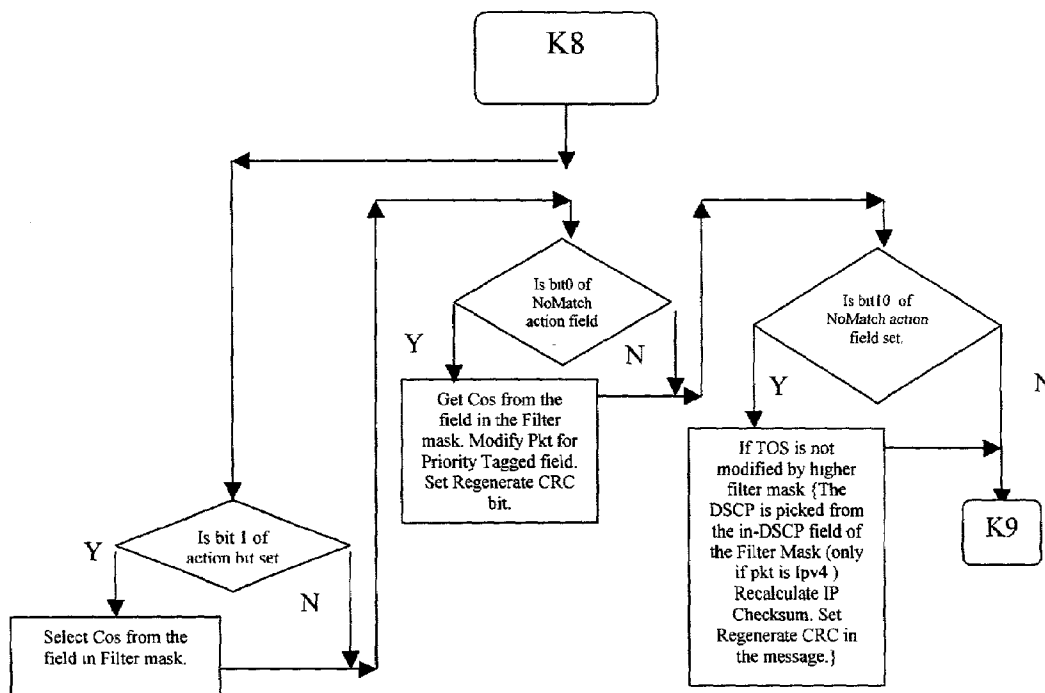 K8
Is bit 1 of
action bit set
Y
N
Select Cos from the
field in Filter mask.
Is bit0 of
NoMatch
action field
Y
N
Get Cos from the
field in the Filter
mask. Modify Pkt for
Priority Tagged field.
Set Regenerate CRC
bit.
Is bit10 of
NoMatch action
field set.
Y
N
If TOS is not
modified by higher
filter mask {The
DSCP is picked from
the in-DSCP field of
the Filter Mask (only
if pkt is Ipv4 )
Recalculate IP
Checksum. Set
Regenerate CRC in
the message.}
K9